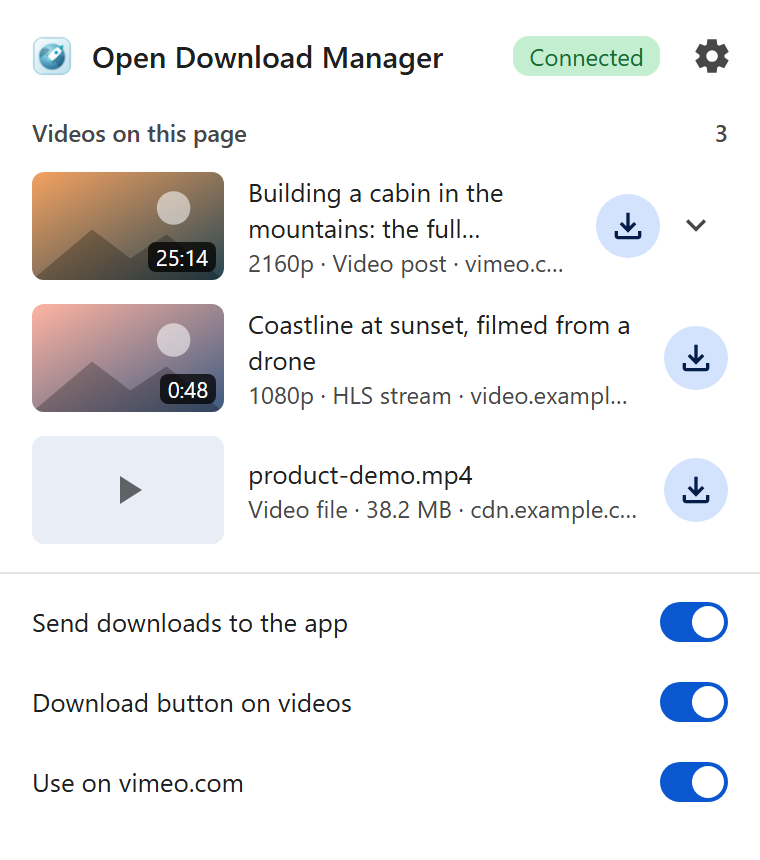 Open Download Manager
Connected
Videos on this page
3
25:14
Building a cabin in the
mountains: the full...
2160p · Video post · vimeo.c...
0:48
Coastline at sunset, filmed from a
drone
1080p · HLS stream · video.exampl...
product-demo.mp4
Video file · 38.2 MB · cdn.example.c...
Send downloads to the app
Download button on videos
Use on vimeo.com